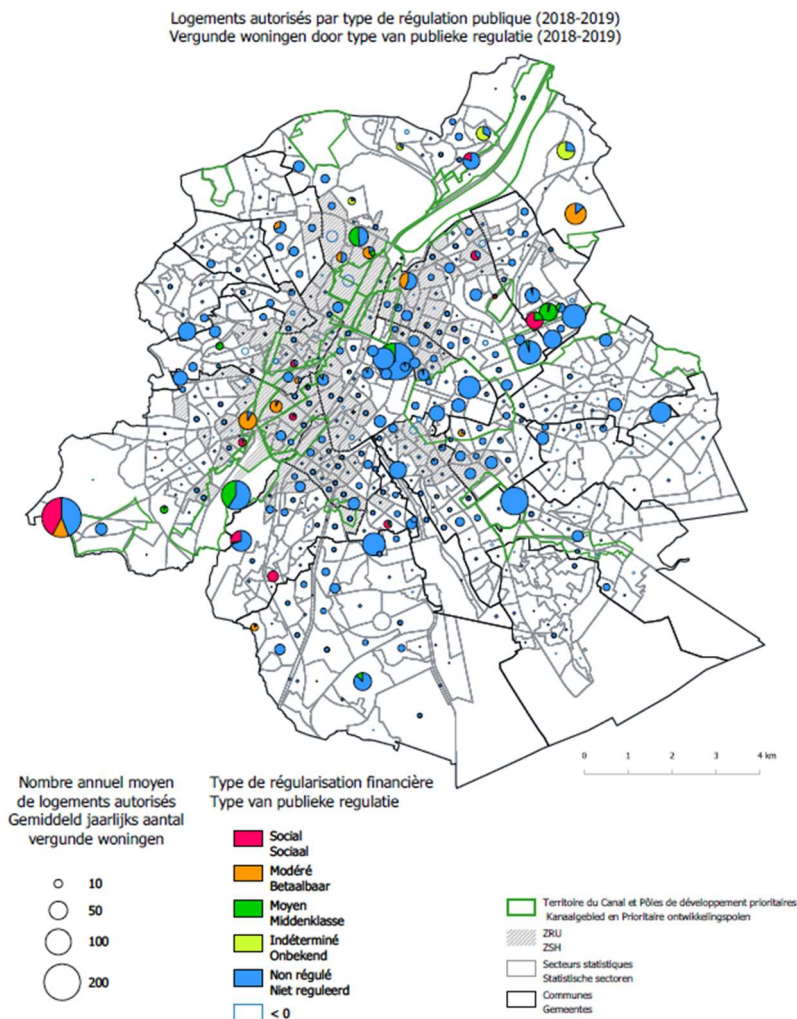 Logements autorisés par type de régulation publique (2018-2019)
Vergunde woningen door type van publieke regulatie (2018-2019)
0 1 2 3 4 km
Nombre annuel moyen
de logements autorisés
Gemiddeld jaarlijks aantal
vergunde woningen
10
50
100
200
Type de régularisation financière
Type van publieke regulatie
Social
Sociaal
Modéré
Betaalbaar
Moyen
Middenklasse
Indéterminé
Onbekend
Non régulé
Niet reguleerd
< 0
Territoire du Canal et Pôles de développement prioritaires
Kanaalgebied en Prioritaire ontwikkelingspolen
ZRU
ZSH
Secteurs statistiques
Statistische sectoren
Communes
Gemeentes